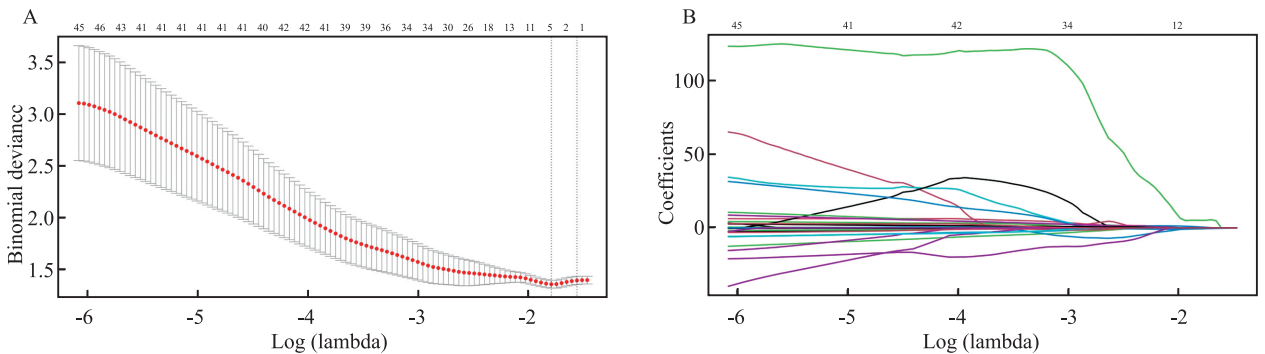 A
45 46 43 41 41 41 41 41 41 40 42 42 41 39 39 36 34 34 30 26 18 13 11 5 2 1
3.5
3.0
2.5
2.0
1.5
Binomial deviancc
-6 -5 -4 -3 -2
Log (lambda)
B
45 41 42 34 12
100
50
0
Coefficients
-6 -5 -4 -3 -2
Log (lambda)